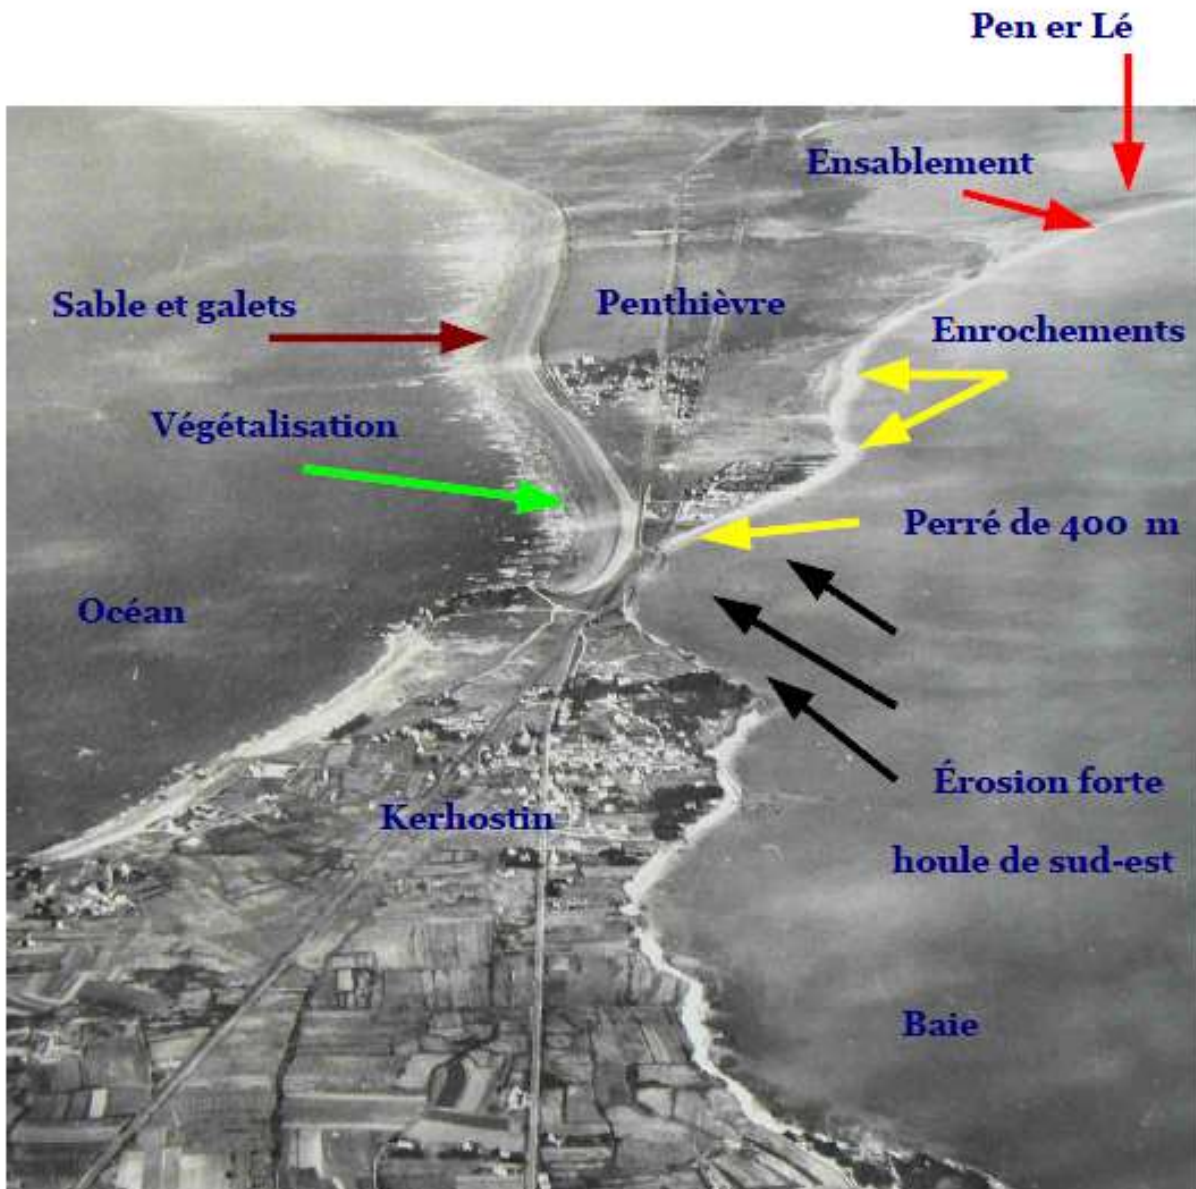 Pen er Lé
Ensablement
Sable et galets
Penthièvre
Enrochements
Végétalisation
Perré de 400 m
Océan
Érosion forte
Kerhostin
houle de sud-est
Baie